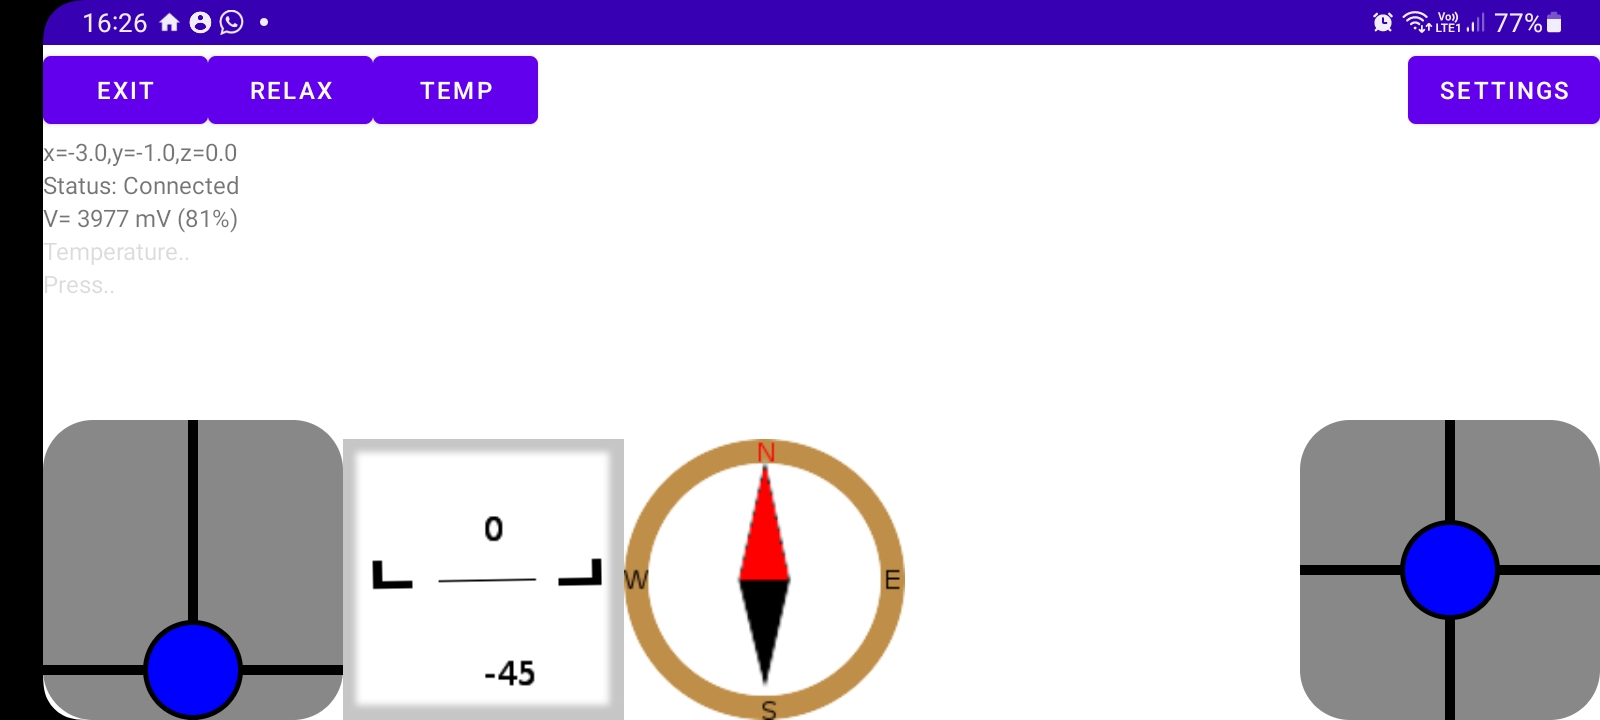 16:26 Vo)) LTE1 77%
EXIT RELAX TEMP SETTINGS
x=-3.0,y=-1.0,z=0.0
Status: Connected
V= 3977 mV (81%)
Temperature..
Press..
0
-45
N
W E
S